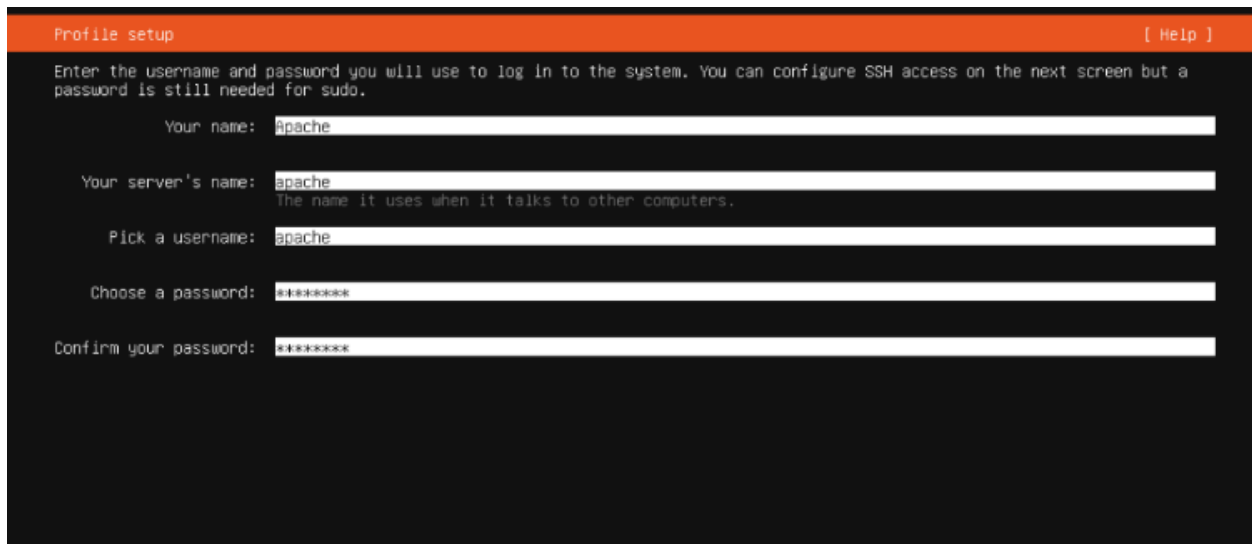 Profile setup [ Help ]
Enter the username and password you will use to log in to the system. You can configure SSH access on the next screen but a
password is still needed for sudo.
Your name: Apache
Your server's name: apache
The name it uses when it talks to other computers.
Pick a username: apache
Choose a password: ********
Confirm your password: ********